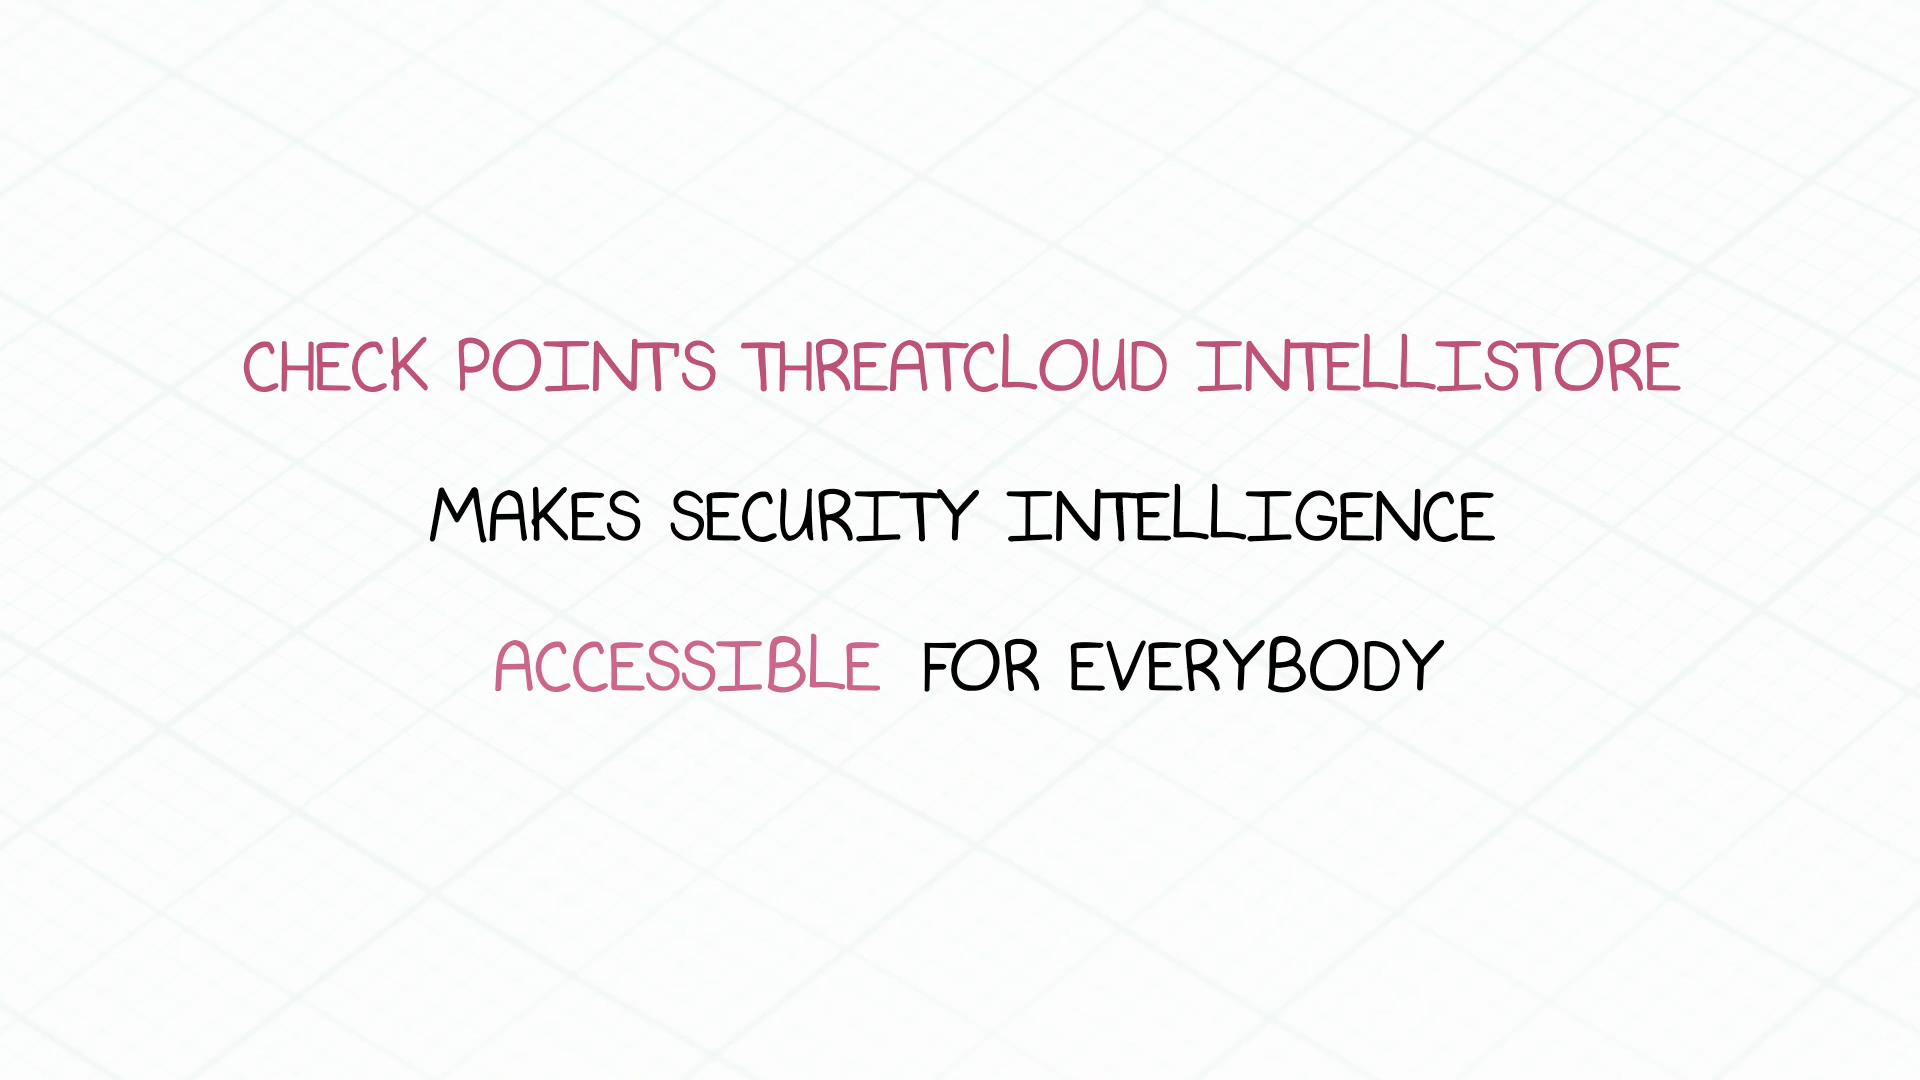 CHECK POINT'S THREATCLOUD INTELLISTORE
MAKES SECURITY INTELLIGENCE
ACCESSIBLE FOR EVERYBODY